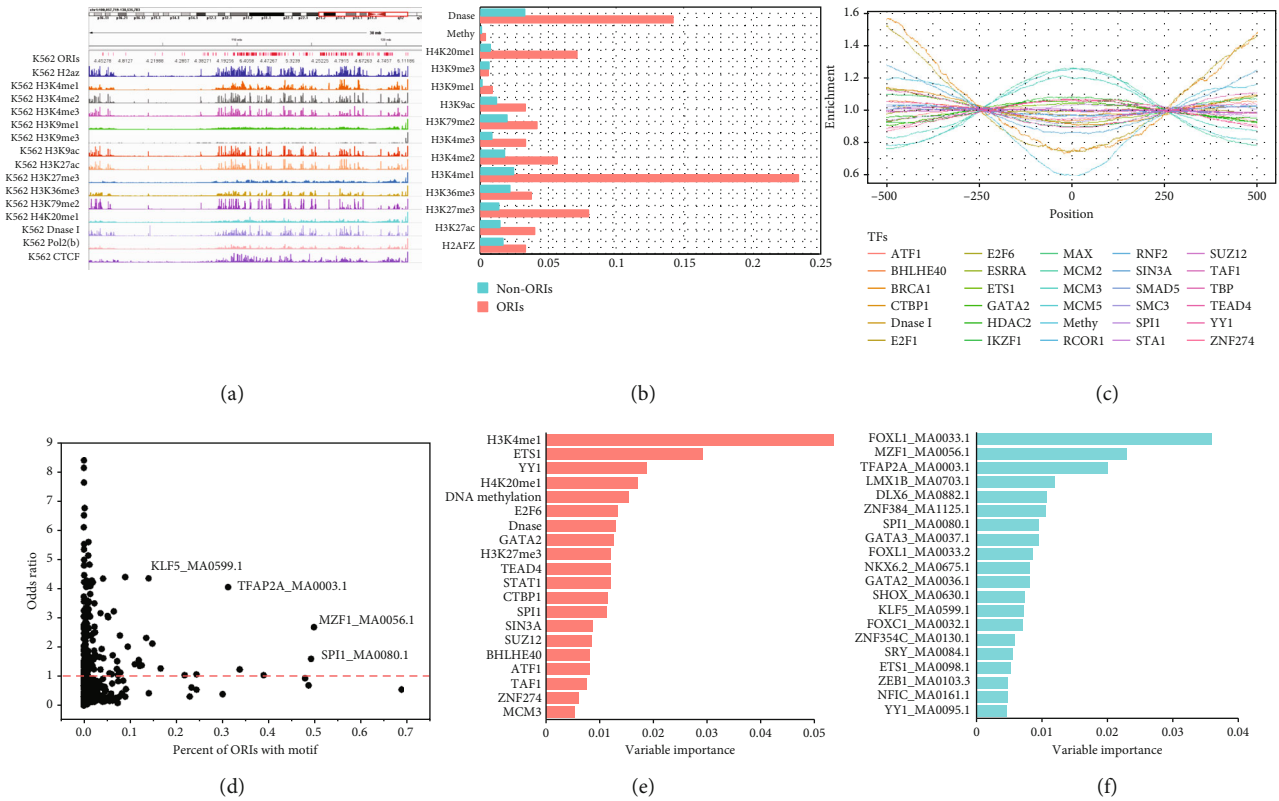 K562 ORIs
K562 H2az
K562 H3K4me1
K562 H3K4me2
K562 H3K4me3
K562 H3K9me1
K562 H3K9me3
K562 H3K9ac
K562 H3K27ac
K562 H3K27me3
K562 H3K36me3
K562 H3K79me2
K562 H4K20me1
K562 Dnase I
K562 Pol2(b)
K562 CTCF
(a)
Dnase
Methy
H4K20me1
H3K9me3
H3K9me1
H3K9ac
H3K79me2
H3K4me3
H3K4me2
H3K4me1
H3K36me3
H3K27me3
H3K27ac
H2AFZ
0 0.05 0.1 0.15 0.2 0.25
Non-ORIs
ORIs
(b)
Enrichment
1.6
1.4
1.2
1.0
0.8
0.6
−500 −250 −0 250 500
Position
TFs
ATF1 E2F6 MAX RNF2 SUZ12
BHLHE40 ESRRA MCM2 SIN3A TAF1
BRCA1 ETS1 MCM3 SMAD5 TBP
CTBP1 GATA2 MCM5 SMC3 TEAD4
Dnase I HDAC2 Methy SPI1 YY1
E2F1 IKZF1 RCOR1 STA1 ZNF274
(c)
Odds ratio
9
8
7
6
5
4
3
2
1
0
KLF5_MA0599.1
TFAP2A_MA0003.1
MZF1_MA0056.1
SPI1_MA0080.1
0.0 0.1 0.2 0.3 0.4 0.5 0.6 0.7
Percent of ORIs with motif
(d)
H3K4me1
ETS1
YY1
H4K20me1
DNA methylation
E2F6
Dnase
GATA2
H3K27me3
TEAD4
STAT1
CTBP1
SPI1
SIN3A
SUZ12
BHLHE40
ATF1
TAF1
ZNF274
MCM3
0 0.01 0.02 0.03 0.04 0.05
Variable importance
(e)
FOXL1_MA0033.1
MZF1_MA0056.1
TFAP2A_MA0003.1
LMX1B_MA0703.1
DLX6_MA0882.1
ZNF384_MA1125.1
SPI1_MA0080.1
GATA3_MA0037.1
FOXL1_MA0033.2
NKX6.2_MA0675.1
GATA2_MA0036.1
SHOX_MA0630.1
KLF5_MA0599.1
FOXC1_MA0032.1
ZNF354C_MA0130.1
SRY_MA0084.1
ETS1_MA0098.1
ZEB1_MA0103.3
NFIC_MA0161.1
YY1_MA0095.1
0 0.01 0.02 0.03 0.04
Variable importance
(f)